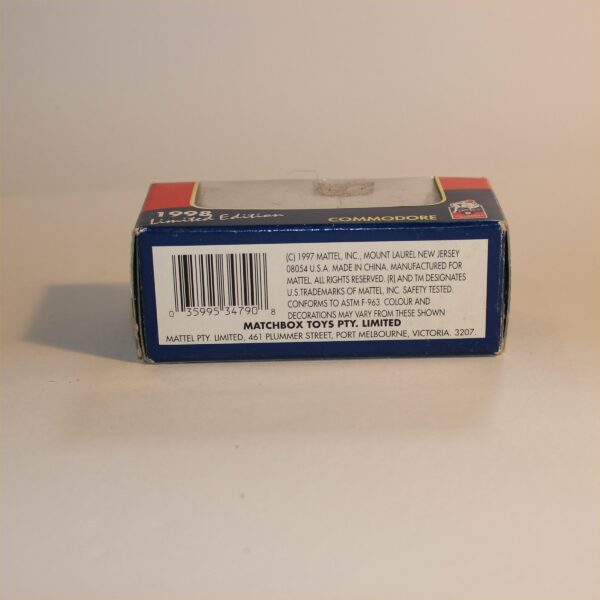 1998
Limited Edition
COMMODORE
(C) 1997 MATTEL, INC., MOUNT LAUREL NEW JERSEY
08054 U.S.A. MADE IN CHINA. MANUFACTURED FOR
MATTEL. ALL RIGHTS RESERVED. (R) AND TM DESIGNATES
U.S.TRADEMARKS OF MATTEL, INC. SAFETY TESTED.
CONFORMS TO ASTM F-963. COLOUR AND
DECORATIONS MAY VARY FROM THESE SHOWN
0 35995 34790 8
MATCHBOX TOYS PTY. LIMITED
MATTEL PTY. LIMITED, 461 PLUMMER STREET, PORT MELBOURNE, VICTORIA. 3207.